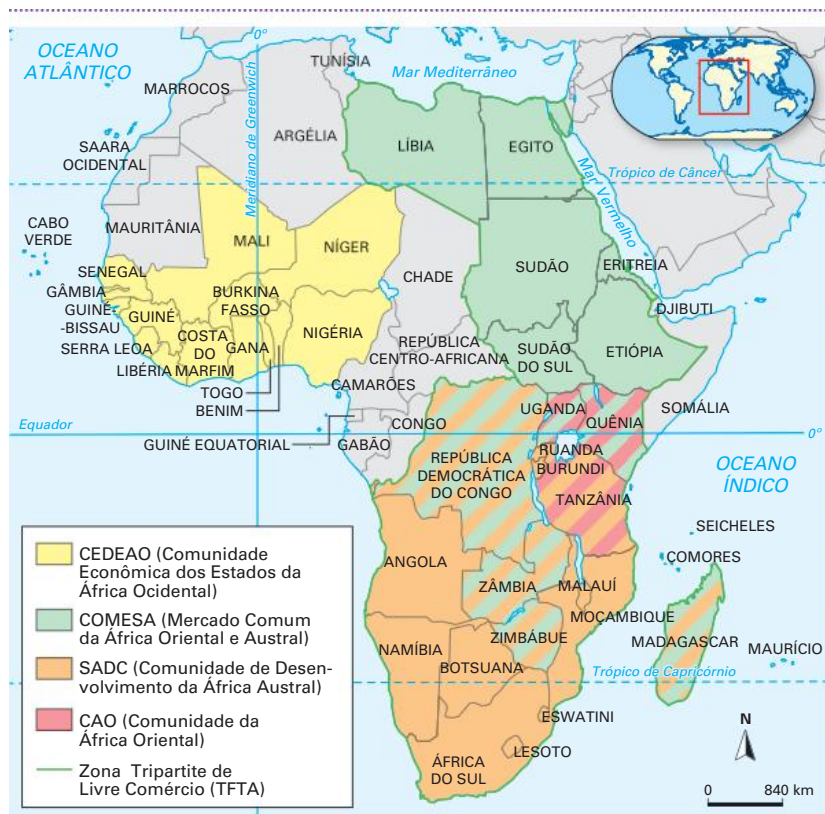 OCEANO
ATLÂNTICO
0°
TUNÍSIA
Mar Mediterrâneo
MARROCOS
Meridiano de Greenwich
ARGÉLIA
LÍBIA
EGITO
SAARA
OCIDENTAL
Mar Vermelho
Trópico de Câncer
CABO
VERDE
MAURITÂNIA
MALI
NÍGER
CHADE
SUDÃO
ERITREIA
SENEGAL
GÂMBIA
GUINÉ-
-BISSAU
GUINÉ
BURKINA
FASSO
NIGÉRIA
DJIBUTI
SERRA LEOA
COSTA
DO
MARFIM
GANA
LIBÉRIA
REPÚBLICA
CENTRO-AFRICANA
SUDÃO
DO SUL
ETIÓPIA
TOGO
BENIM
CAMARÕES
UGANDA
QUÊNIA
SOMÁLIA
Equador
0°
GUINÉ EQUATORIAL
GABÃO
CONGO
REPÚBLICA
DEMOCRÁTICA
DO CONGO
RUANDA
BURUNDI
TANZÂNIA
OCEANO
ÍNDICO
SEICHELES
COMORES
ANGOLA
ZÂMBIA
MALAUÍ
MOÇAMBIQUE
NAMÍBIA
ZIMBÁBUE
MADAGASCAR
MAURÍCIO
BOTSUANA
Trópico de Capricórnio
ESWATINI
LESOTO
ÁFRICA
DO SUL
N
0
840 km
CEDEAO (Comunidade
Econômica dos Estados da
África Ocidental)
COMESA (Mercado Comum
da África Oriental e Austral)
SADC (Comunidade de Desen-
volvimento da África Austral)
CAO (Comunidade da
África Oriental)
Zona Tripartite de
Livre Comércio (TFTA)